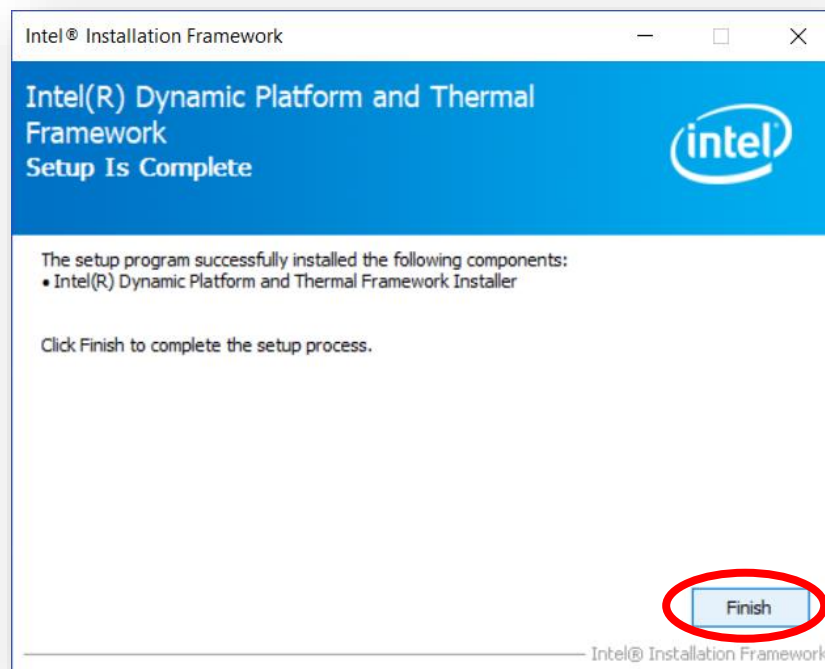 Intel® Installation Framework
Intel(R) Dynamic Platform and Thermal
Framework
Setup Is Complete
intel
The setup program successfully installed the following components:
• Intel(R) Dynamic Platform and Thermal Framework Installer
Click Finish to complete the setup process.
Finish
Intel® Installation Framework